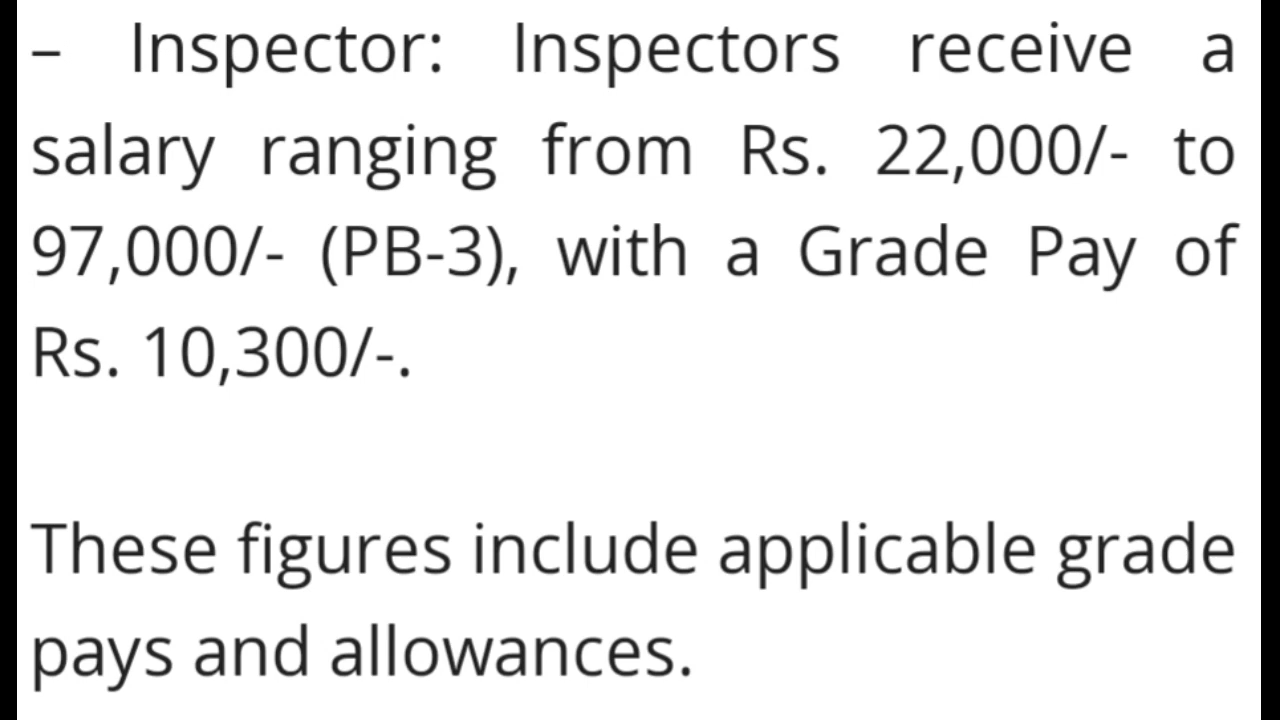 – Inspector: Inspectors receive a
salary ranging from Rs. 22,000/- to
97,000/- (PB-3), with a Grade Pay of
Rs. 10,300/-.
These figures include applicable grade
pays and allowances.